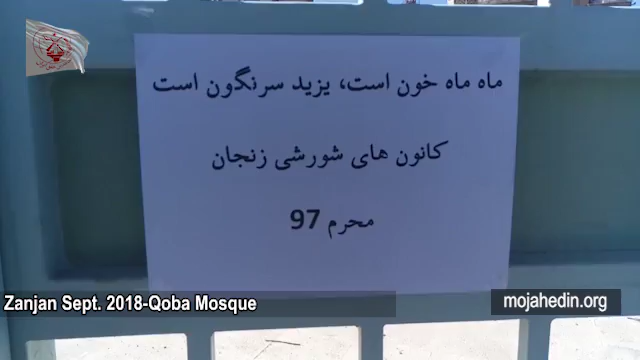 ماه ماه خون است، یزید سرنگون است
کانون های شورشی زنجان
محرم 97
Zanjan Sept. 2018-Qoba Mosque
mojahedin.org